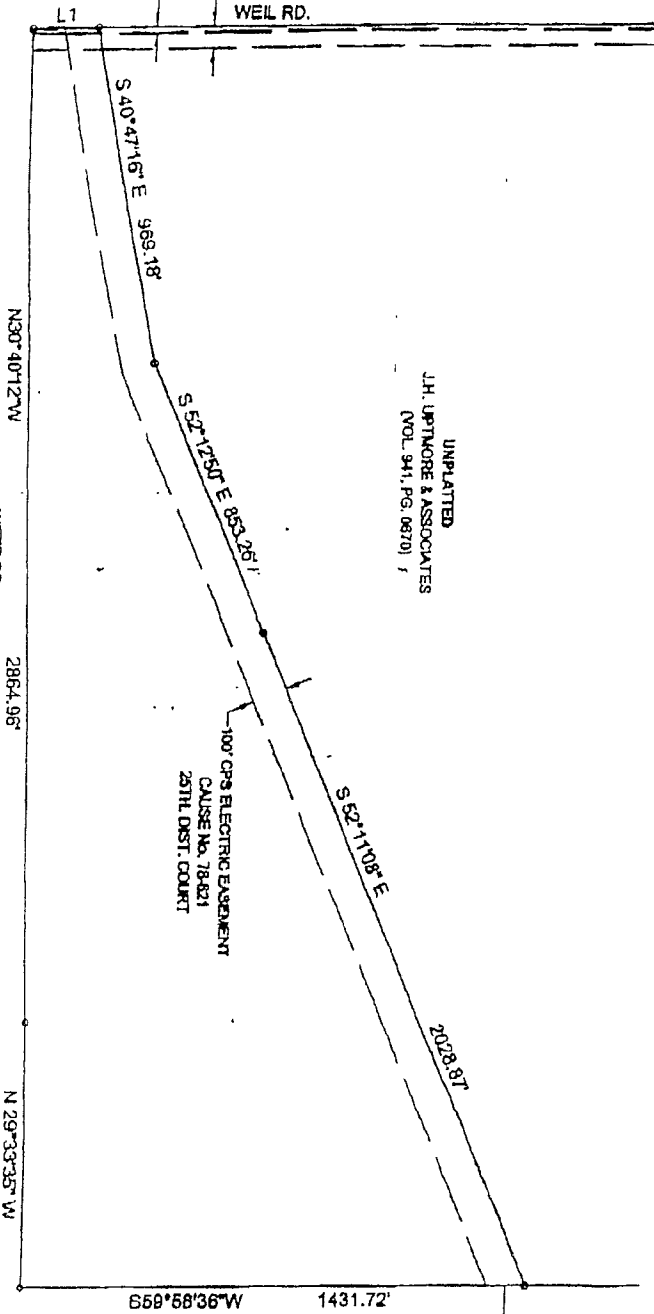 L1
WEIL RD.
S 40°47'16" E 969.18'
UNPLATTED
J.H. UPTMORE & ASSOCIATES
(VOL. 941, PG. 0670)
S 52°12'50" E 853.26'
N30°40'12"W
2864.96'
100' CPS ELECTRIC EASEMENT
CAUSE No. 78-621
25TH. DIST. COURT
S 52°11'08" E
2028.87'
N 29°33'35" W
S59°58'36"W 1431.72'